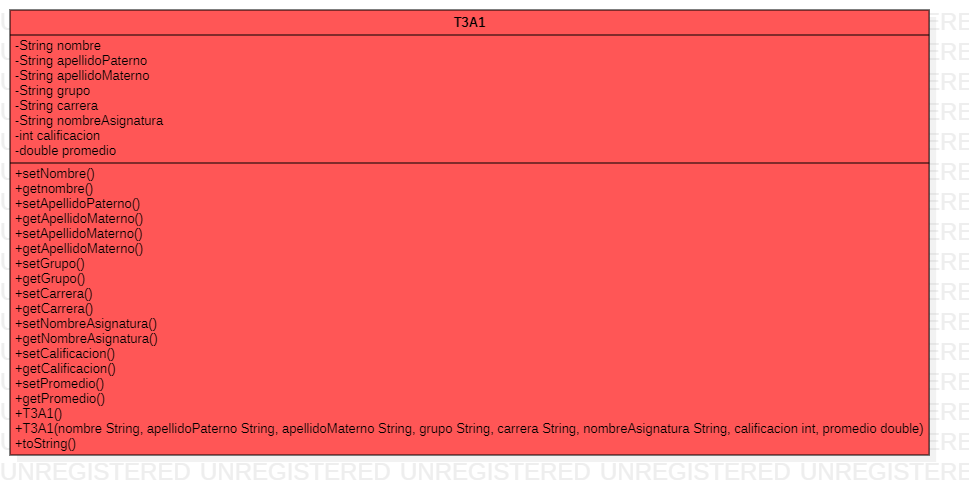 T3A1
-String nombre
-String apellidoPaterno
-String apellidoMaterno
-String grupo
-String carrera
-String nombreAsignatura
-int calificacion
-double promedio
+setNombre()
+getnombre()
+setApellidoPaterno()
+getApellidoMaterno()
+setApellidoMaterno()
+getApellidoMaterno()
+setGrupo()
+getGrupo()
+setCarrera()
+getCarrera()
+setNombreAsignatura()
+getNombreAsignatura()
+setCalificacion()
+getCalificacion()
+setPromedio()
+getPromedio()
+T3A1()
+T3A1(nombre String, apellidoPaterno String, apellidoMaterno String, grupo String, carrera String, nombreAsignatura String, calificacion int, promedio double)
+toString()
UNREGISTERED UNREGISTERED UNREGISTERED UNREGISTERED UNREGISTERE